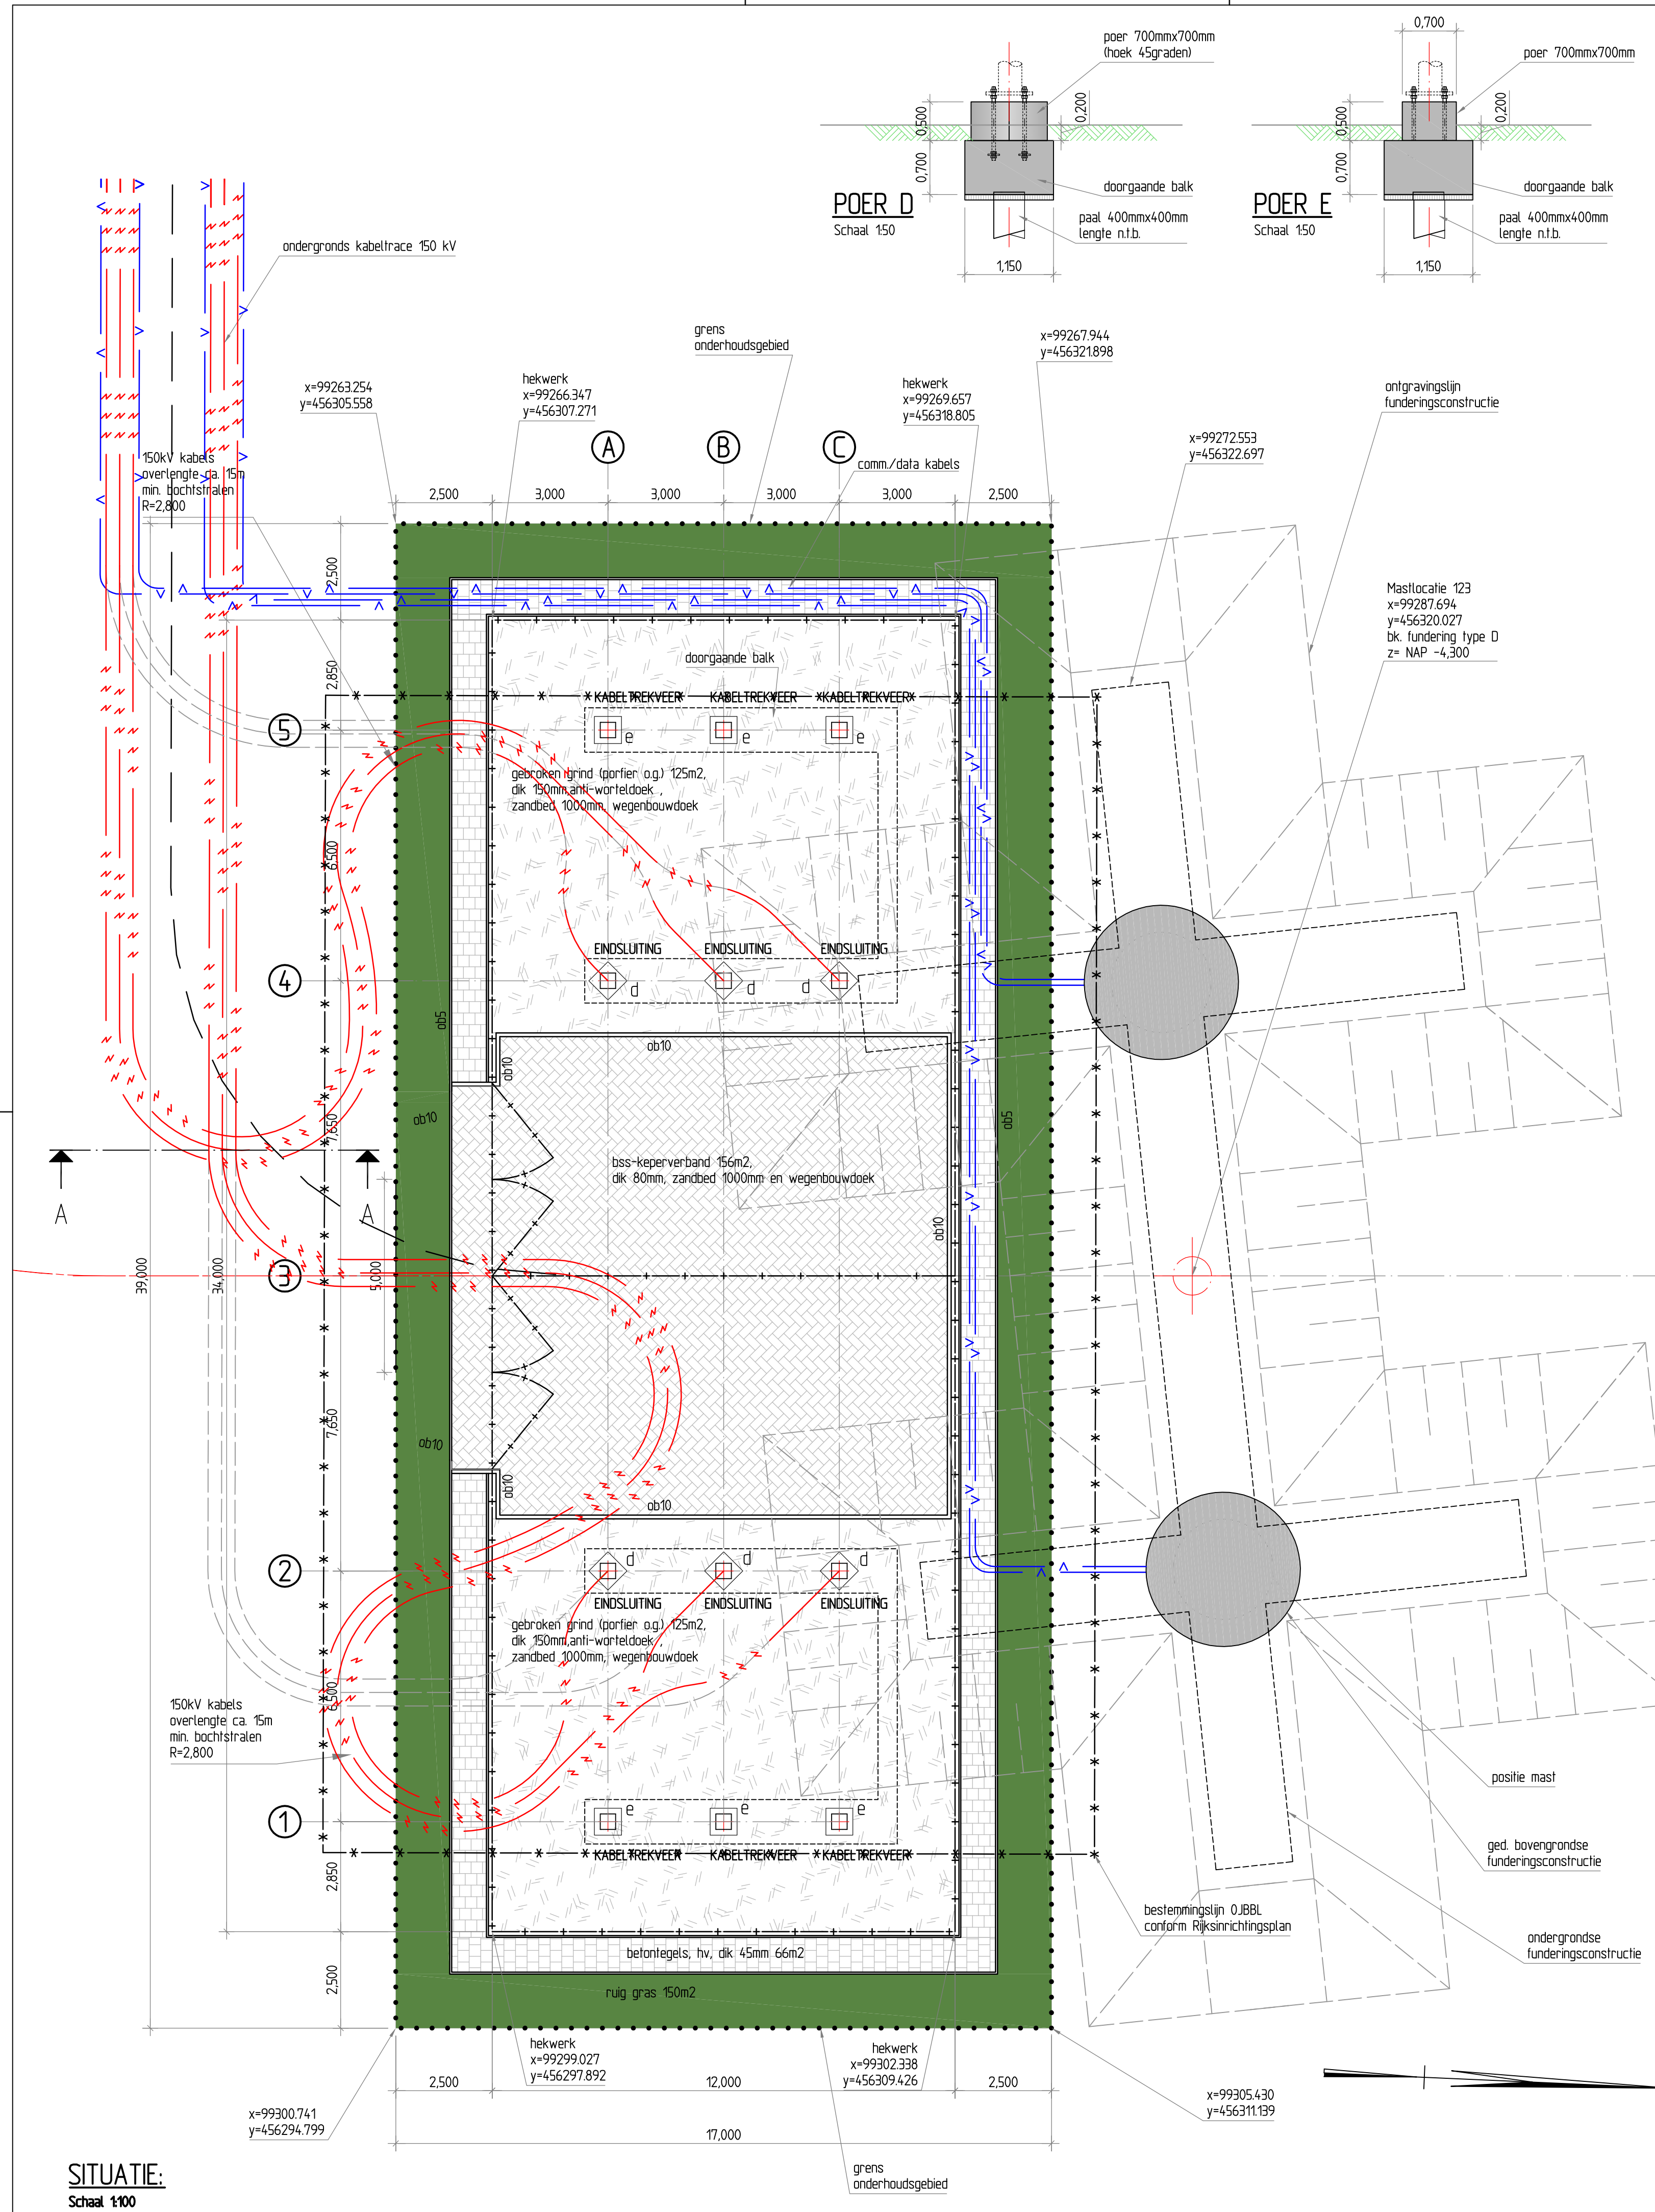 poer 700mmx700mm
(hoek 45graden)
0,500
0,700
0,200
doorgaande balk
paal 400mmx400mm
lengte n.t.b.
1,150
POER D
Schaal 1:50
0,700
poer 700mmx700mm
0,500
0,700
0,200
doorgaande balk
paal 400mmx400mm
lengte n.t.b.
1,150
POER E
Schaal 1:50
ondergronds kabeltrace 150 kV
grens
onderhoudsgebied
x=99267.944
y=456321.898
x=99263.254
y=456305.558
hekwerk
x=99266.347
y=456307.271
hekwerk
x=99269.657
y=456318.805
ontgravingslijn
funderingsconstructie
x=99272.553
y=456322.697
A
B
C
comm./data kabels
150kV kabels
overlengte ca. 15m
min. bochtstralen
R=2,800
2,500
3,000
3,000
3,000
3,000
2,500
2,500
Mastlocatie 123
x=99287.694
y=456320.027
bk. fundering type D
z= NAP -4,300
2,850
doorgaande balk
KABELTREKVEER
KABELTREKVEER
KABELTREKVEER
5
e
e
e
gebroken grind (porfier o.g.) 125m2,
dik 150mm,anti-worteldoek ,
zandbed 1000mm, wegenbouwdoek
6,500
EINDSLUITING
EINDSLUITING
EINDSLUITING
4
d
d
d
ob5
ob10
ob10
ob10
ob5
7,650
bss-keperverband 156m2,
dik 80mm, zandbed 1000mm en wegenbouwdoek
A
A
ob10
39,000
34,000
3
5,000
7,650
ob10
ob10
ob10
2
d
d
d
EINDSLUITING
EINDSLUITING
EINDSLUITING
gebroken grind (porfier o.g.) 125m2,
dik 150mm,anti-worteldoek ,
zandbed 1000mm, wegenbouwdoek
6,500
150kV kabels
overlengte ca. 15m
min. bochtstralen
R=2,800
positie mast
1
e
e
e
KABELTREKVEER
KABELTREKVEER
KABELTREKVEER
ged. bovengrondse
funderingsconstructie
2,850
bestemmingslijn OJBBL
conform Rijksinrichtingsplan
ondergrondse
funderingsconstructie
betontegels, hv, dik 45mm 66m2
2,500
ruig gras 150m2
hekwerk
x=99299.027
y=456297.892
hekwerk
x=99302.338
y=456309.426
2,500
12,000
2,500
x=99300.741
y=456294.799
x=99305.430
y=456311.139
17,000
grens
onderhoudsgebied
SITUATIE:
Schaal 1:100